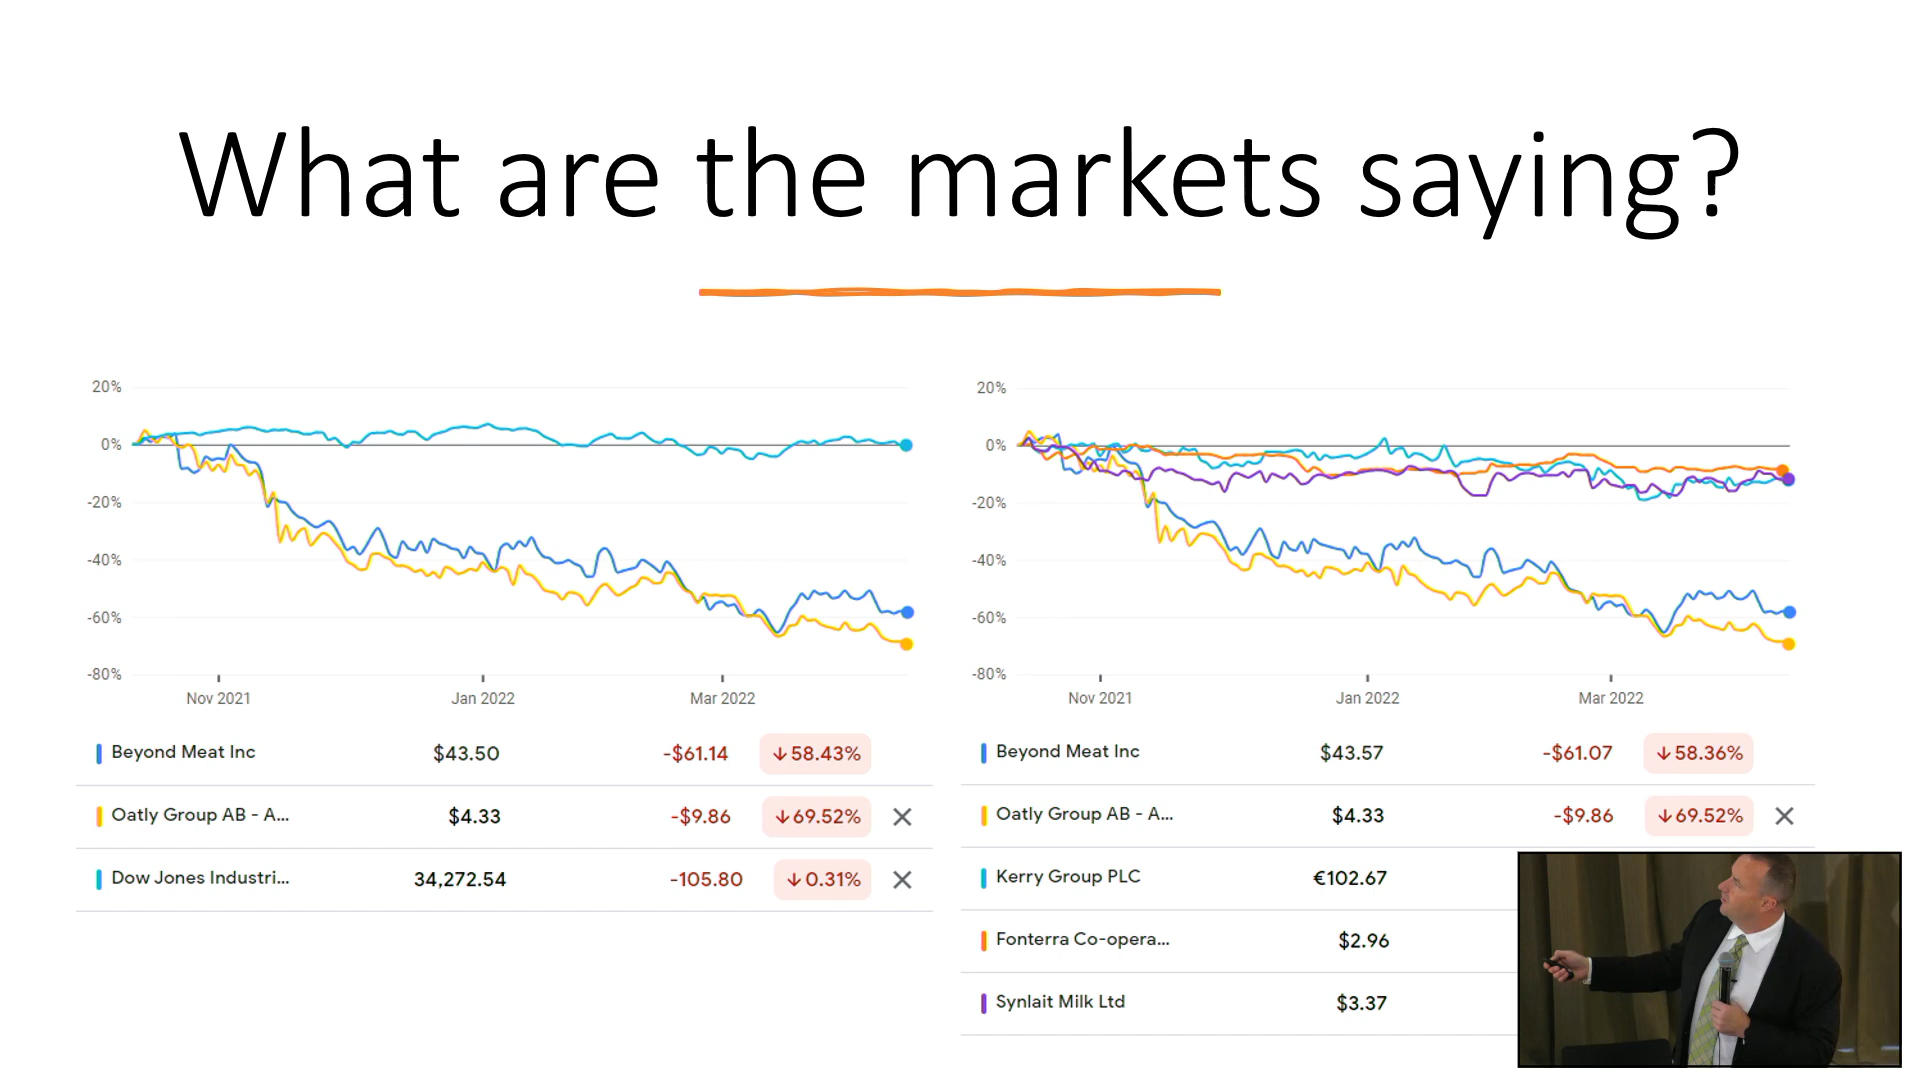 What are the markets saying?
20%
0%
-20%
-40%
-60%
-80%
Nov 2021 Jan 2022 Mar 2022
Beyond Meat Inc $43.50 -$61.14 ↓58.43%
Oatly Group AB - A... $4.33 -$9.86 ↓69.52%
Dow Jones Industri... 34,272.54 -105.80 ↓0.31%
20%
0%
-20%
-40%
-60%
-80%
Nov 2021 Jan 2022 Mar 2022
Beyond Meat Inc $43.57 -$61.07 ↓58.36%
Oatly Group AB - A... $4.33 -$9.86 ↓69.52%
Kerry Group PLC €102.67
Fonterra Co-opera... $2.96
Synlait Milk Ltd $3.37